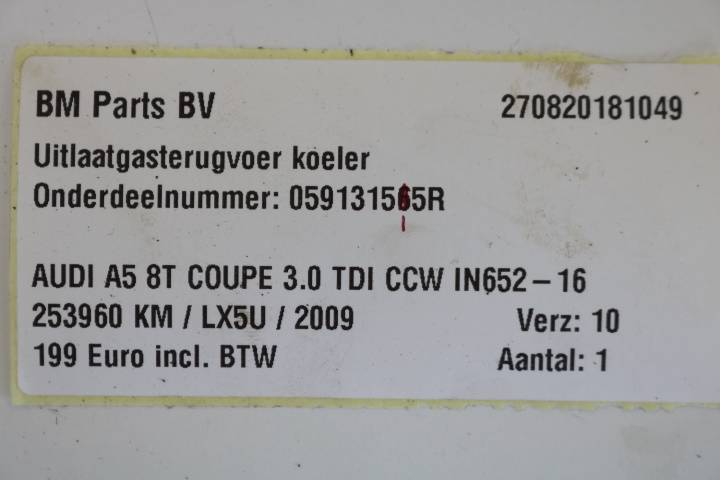 BM Parts BV 270820181049
Uitlaatgasterugvoer koeler
Onderdeelnummer: 059131565R
AUDI A5 8T COUPE 3.0 TDI CCW IN652-16
253960 KM / LX5U / 2009 Verz: 10
199 Euro incl. BTW Aantal: 1